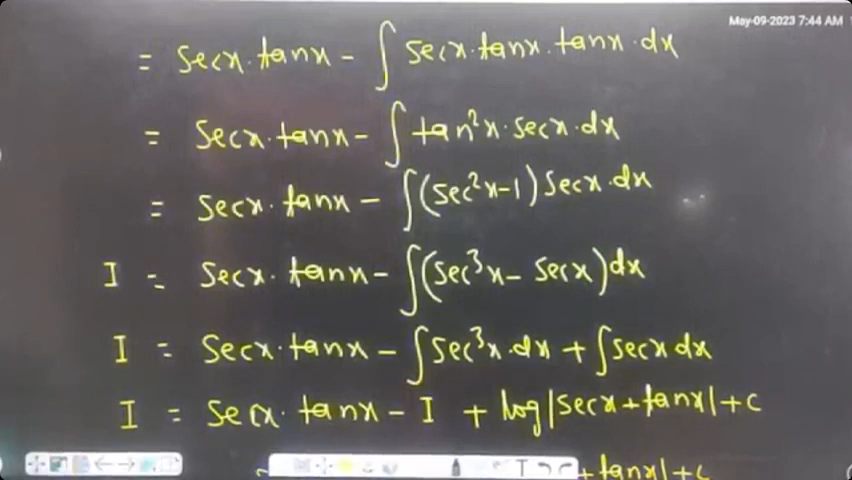 May-09-2023 7:44 AM
= secx·tanx - ∫ secx·tanx·tanx·dx
= secx·tanx - ∫ tan²x·secx·dx
= secx·tanx - ∫(sec²x-1)secx·dx
I = secx·tanx - ∫(sec³x - secx)dx
I = secx·tanx - ∫sec³x·dx + ∫secx dx
I = secx·tanx - I + log|secx+tanx|+c
+tanx|+c